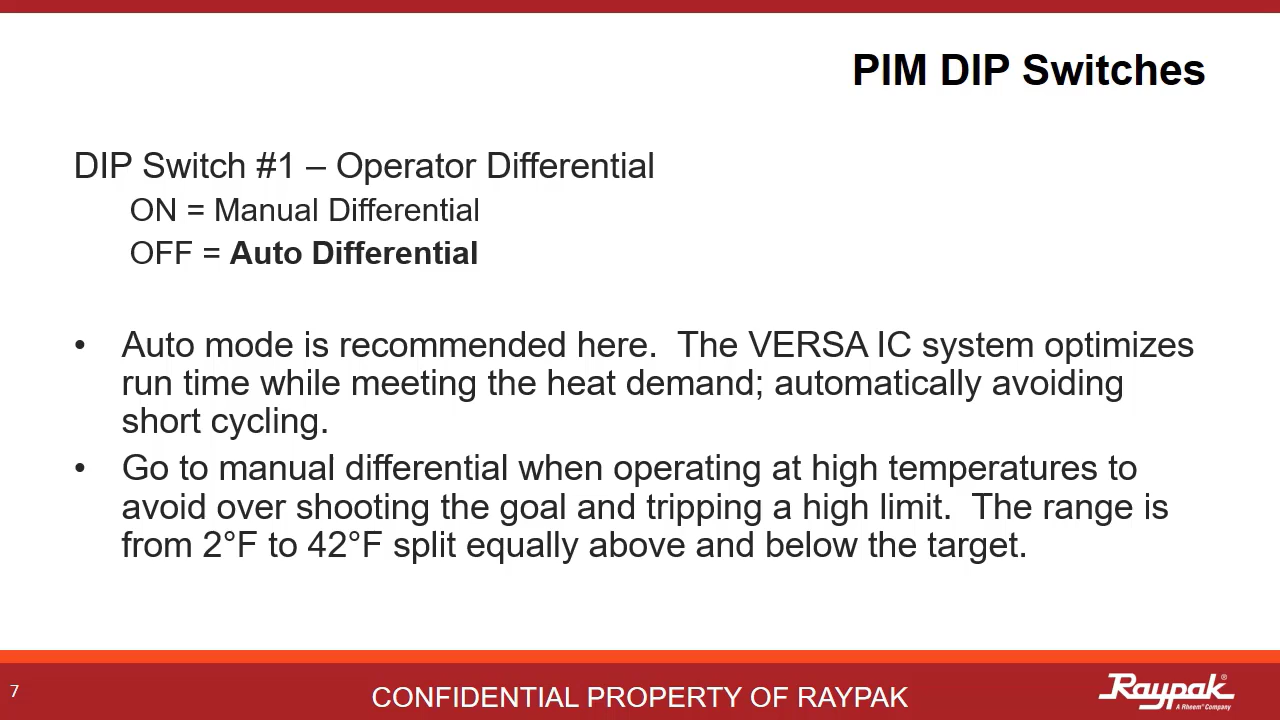 PIM DIP Switches
DIP Switch #1 – Operator Differential
ON = Manual Differential
OFF = Auto Differential
• Auto mode is recommended here.  The VERSA IC system optimizes
run time while meeting the heat demand; automatically avoiding
short cycling.
• Go to manual differential when operating at high temperatures to
avoid over shooting the goal and tripping a high limit.  The range is
from 2°F to 42°F split equally above and below the target.
7
CONFIDENTIAL PROPERTY OF RAYPAK
Raypak®
A Rheem® Company